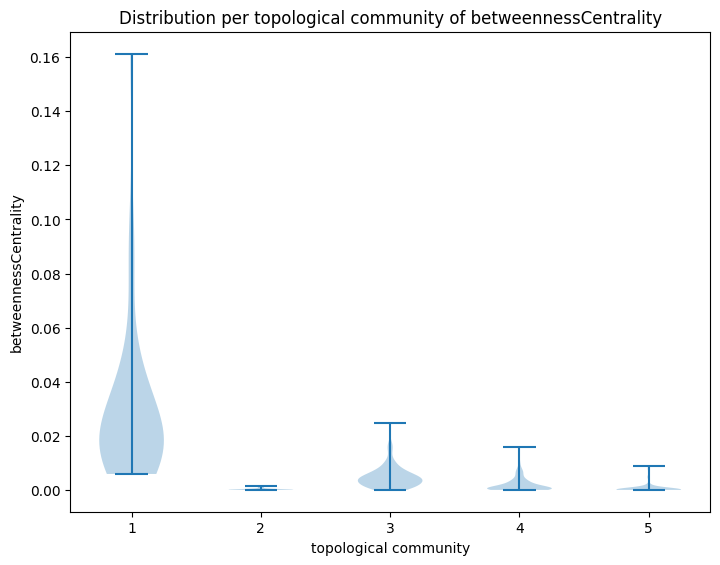 Distribution per topological community of betweennessCentrality
betweennessCentrality
0.16
0.14
0.12
0.10
0.08
0.06
0.04
0.02
0.00
1 2 3 4 5
topological community